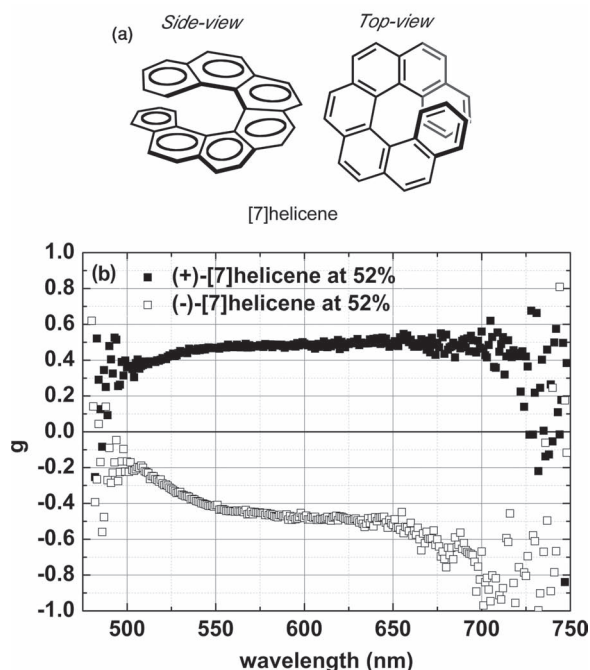 Side-view Top-view
(a)
[7]helicene
(b)
(+)-[7]helicene at 52%
(-)-[7]helicene at 52%
1.0
0.8
0.6
0.4
0.2
0.0
-0.2
-0.4
-0.6
-0.8
-1.0
g
500 550 600 650 700 750
wavelength (nm)